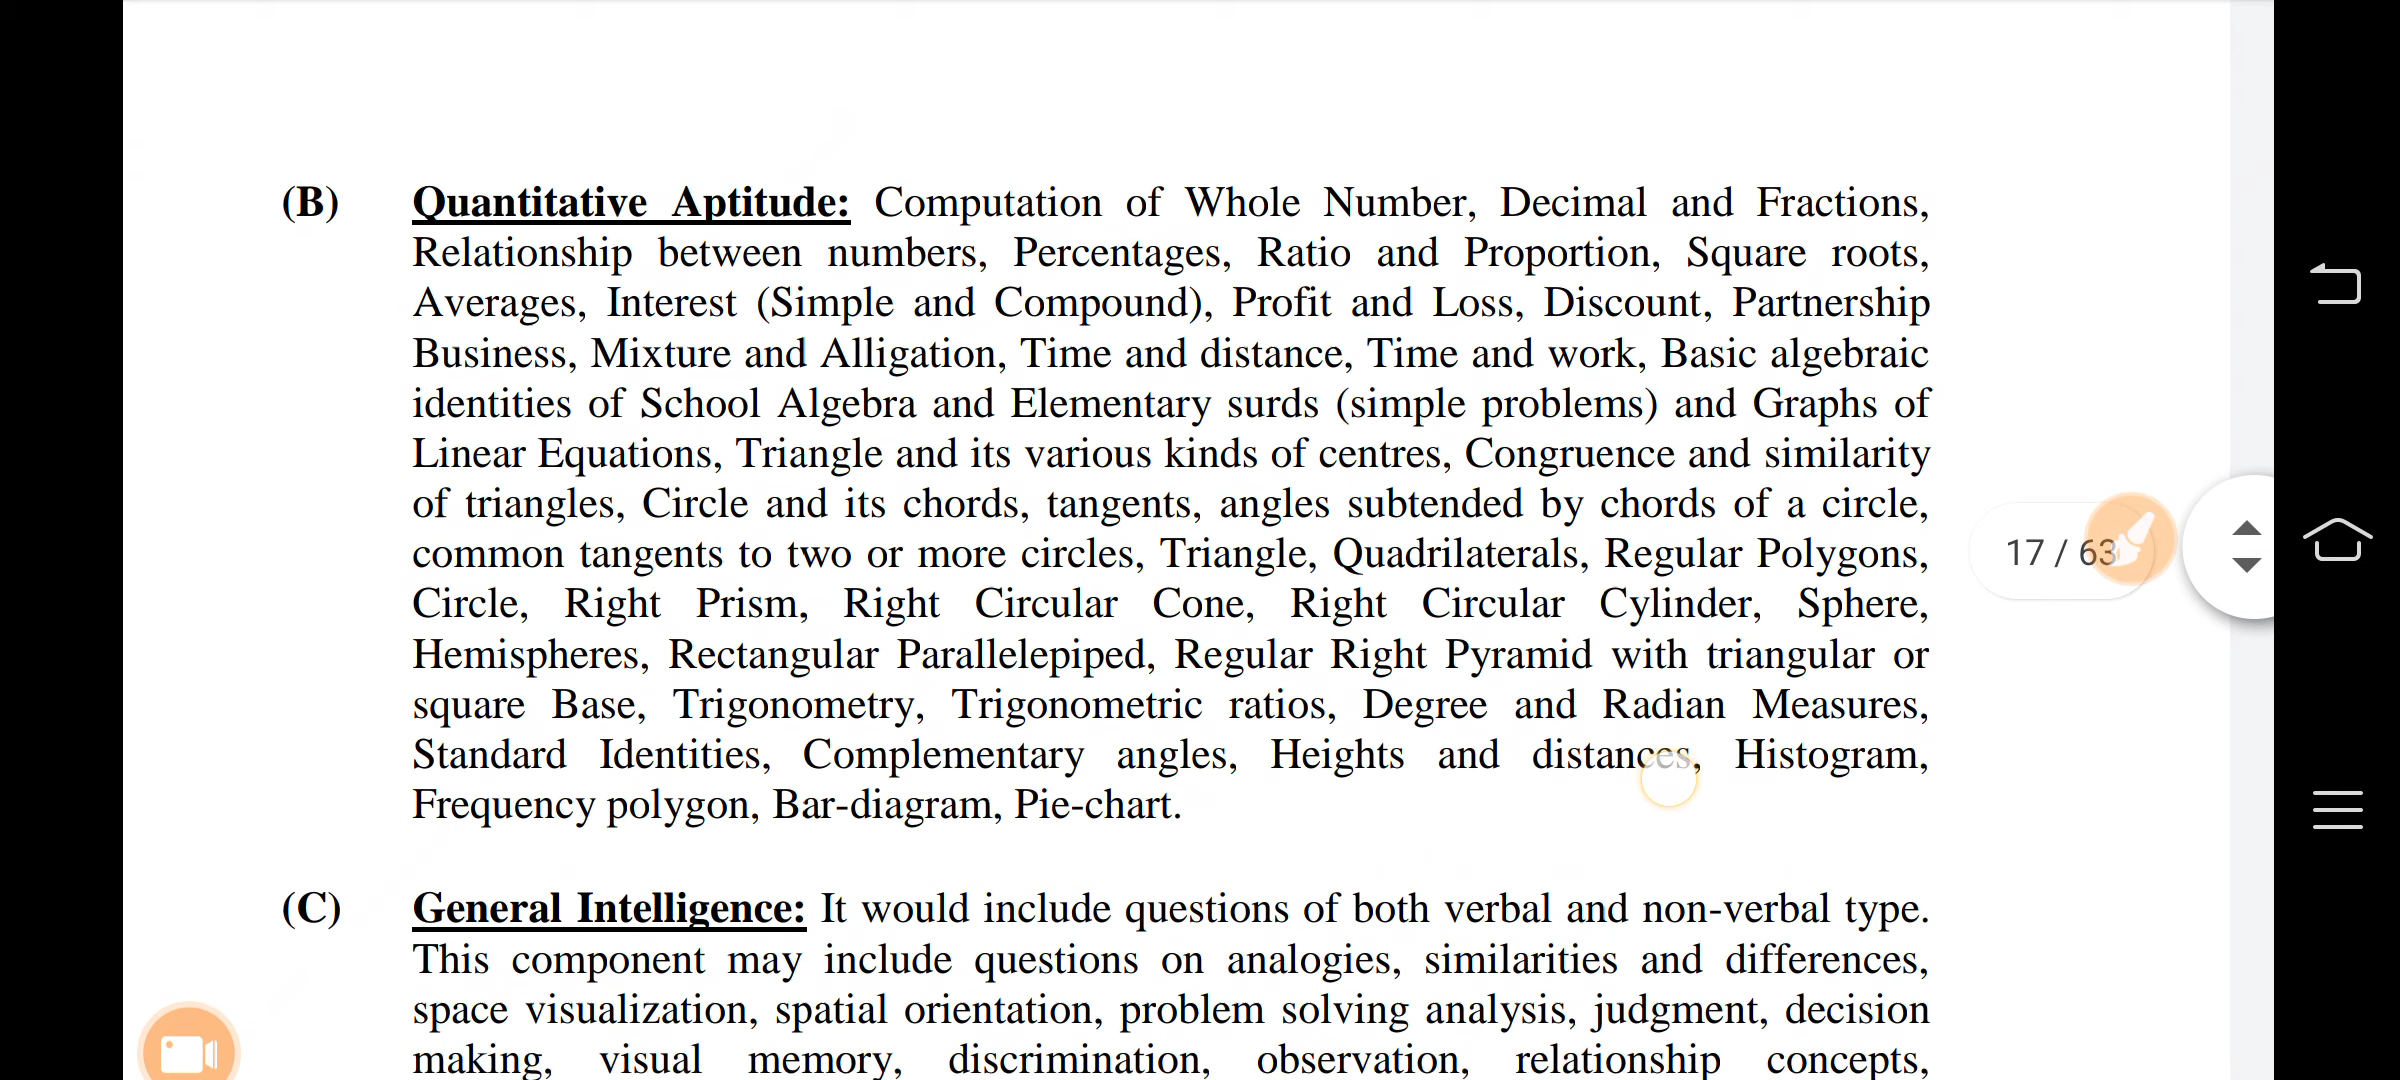 (B) Quantitative Aptitude: Computation of Whole Number, Decimal and Fractions,
Relationship between numbers, Percentages, Ratio and Proportion, Square roots,
Averages, Interest (Simple and Compound), Profit and Loss, Discount, Partnership
Business, Mixture and Alligation, Time and distance, Time and work, Basic algebraic
identities of School Algebra and Elementary surds (simple problems) and Graphs of
Linear Equations, Triangle and its various kinds of centres, Congruence and similarity
of triangles, Circle and its chords, tangents, angles subtended by chords of a circle,
common tangents to two or more circles, Triangle, Quadrilaterals, Regular Polygons,
Circle, Right Prism, Right Circular Cone, Right Circular Cylinder, Sphere,
Hemispheres, Rectangular Parallelepiped, Regular Right Pyramid with triangular or
square Base, Trigonometry, Trigonometric ratios, Degree and Radian Measures,
Standard Identities, Complementary angles, Heights and distances, Histogram,
Frequency polygon, Bar-diagram, Pie-chart.
(C) General Intelligence: It would include questions of both verbal and non-verbal type.
This component may include questions on analogies, similarities and differences,
space visualization, spatial orientation, problem solving analysis, judgment, decision
making, visual memory, discrimination, observation, relationship concepts,
17 / 63